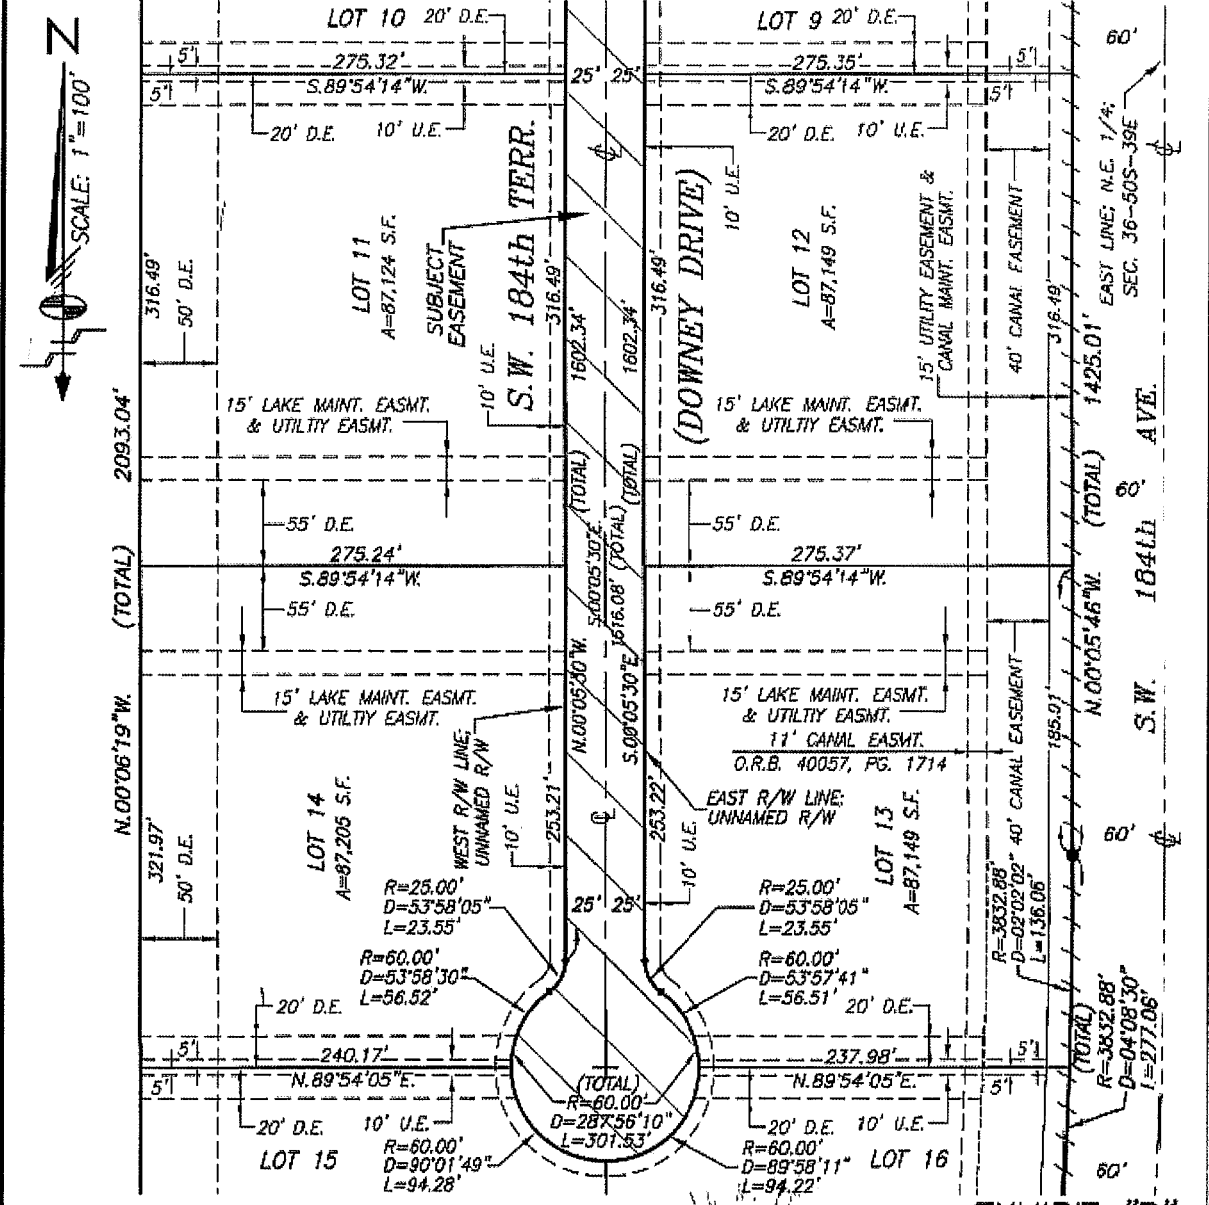 LOT 10
20' D.E.
LOT 9
20' D.E.
60'
N
SCALE: 1"=100'
5'
275.32'
S.89°54'14"W.
5'
25'
25'
275.35'
S.89°54'14"W.
5'
5'
20' D.E.
10' U.E.
20' D.E.
10' U.E.
EAST LINE; N.E. 1/4;
SEC. 36-50S-39E
LOT 11
A=87,124 S.F.
SUBJECT
EASEMENT
S.W. 184th TERR.
(DOWNEY DRIVE)
10' U.E.
LOT 12
A=87,149 S.F.
15' UTILITY EASEMENT &
CANAL MAINT. EASMT.
40' CANAL EASEMENT
316.49'
50' D.E.
316.49'
1602.34'
1602.34'
316.49'
316.49'
1425.01'
10' U.E.
15' LAKE MAINT. EASMT.
& UTILTIY EASMT.
15' LAKE MAINT. EASMT.
& UTILTIY EASMT.
2093.04'
(TOTAL)
N.00°06'19"W.
(TOTAL)
(TOTAL)
(TOTAL)
60'
S.W. 184th AVE.
55' D.E.
55' D.E.
275.24'
S.89°54'14"W.
S.00°05'30"E.
1616.08' (TOTAL)
275.37'
S.89°54'14"W.
55' D.E.
55' D.E.
N.00°05'46"W.
N.00°05'30"W.
S.00°05'30"E.
15' LAKE MAINT. EASMT.
& UTILTIY EASMT.
15' LAKE MAINT. EASMT.
& UTILTIY EASMT.
11' CANAL EASMT.
O.R.B. 40057, PG. 1714
40' CANAL EASEMENT
185.01'
WEST R/W LINE;
UNNAMED R/W
EAST R/W LINE;
UNNAMED R/W
321.97'
50' D.E.
LOT 14
A=87,205 S.F.
10' U.E.
253.21'
253.22'
10' U.E.
LOT 13
A=87,149 S.F.
60'
25'
25'
R=25.00'
D=53°58'05"
L=23.55'
R=25.00'
D=53°58'05"
L=23.55'
R=3832.88'
D=02°02'02"
L=136.06'
R=60.00'
D=53°58'30"
L=56.52'
R=60.00'
D=53°57'41"
L=56.51'
20' D.E.
20' D.E.
(TOTAL)
R=3832.88'
D=04°08'30"
L=277.06'
5'
5'
240.17'
N.89°54'05"E.
237.98'
N.89°54'05"E.
5'
5'
(TOTAL)
R=60.00'
D=287°56'10"
L=301.53'
20' D.E.
10' U.E.
20' D.E.
10' U.E.
LOT 15
R=60.00'
D=90°01'49"
L=94.28'
R=60.00'
D=89°58'11"
L=94.22'
LOT 16
60'